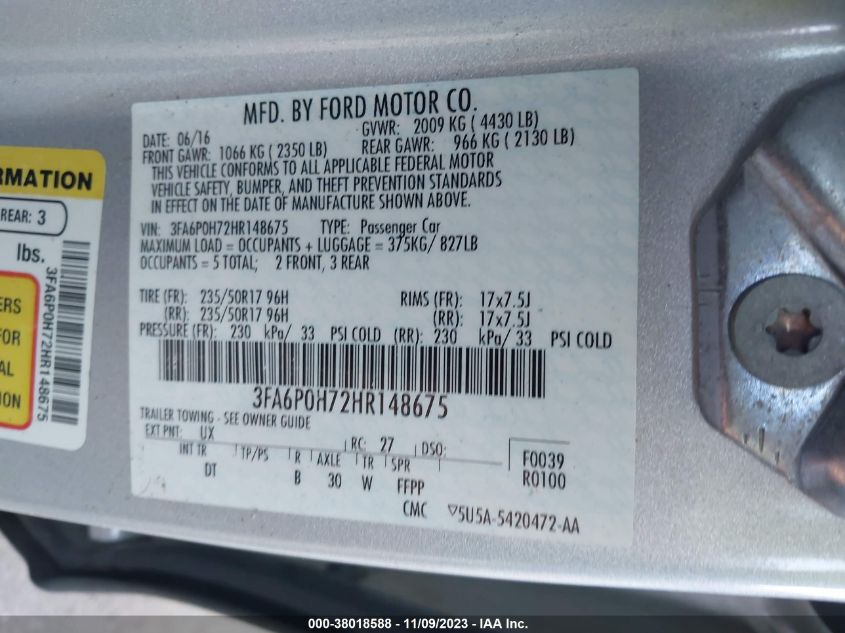 MFD. BY FORD MOTOR CO.
DATE: 06/16 GVWR: 2009 KG ( 4430 LB)
FRONT GAWR: 1066 KG ( 2350 LB) REAR GAWR: 966 KG ( 2130 LB)
THIS VEHICLE CONFORMS TO ALL APPLICABLE FEDERAL MOTOR
VEHICLE SAFETY, BUMPER, AND THEFT PREVENTION STANDARDS
IN EFFECT ON THE DATE OF MANUFACTURE SHOWN ABOVE.
VIN: 3FA6P0H72HR148675 TYPE: Passenger Car
MAXIMUM LOAD = OCCUPANTS + LUGGAGE = 375KG/ 827LB
OCCUPANTS = 5 TOTAL; 2 FRONT, 3 REAR
TIRE (FR): 235/50R17 96H RIMS (FR): 17x7.5J
(RR): 235/50R17 96H (RR): 17x7.5J
PRESSURE (FR): 230 kPa/ 33 PSI COLD (RR): 230 kPa/ 33 PSI COLD
3FA6P0H72HR148675
TRAILER TOWING - SEE OWNER GUIDE
EXT PNT: UX RC: 27 DSO:
INT TR TP/PS R AXLE TR SPR F0039
DT B 30 W FFPP R0100
CMC 5U5A-5420472-AA
RMATION
REAR: 3
lbs.
3FA6P0H72HR148675
ERS
FOR
AL
TION
000-38018588 — 11/09/2023 — IAA Inc.